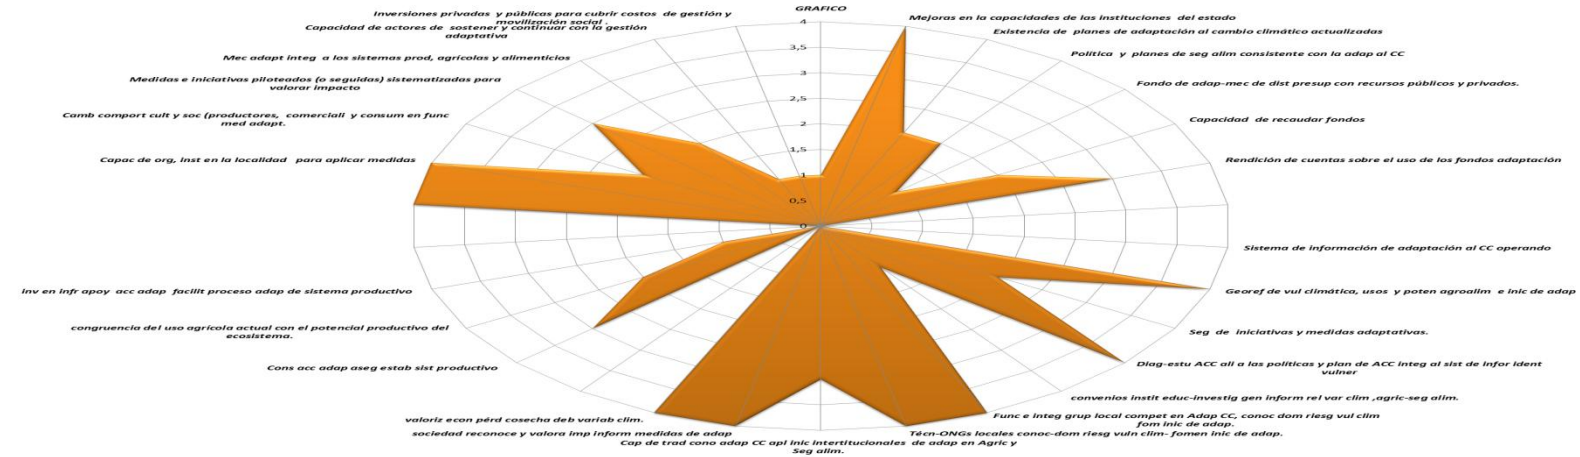 GRAFICO
4
3,5
3
2,5
2
1,5
1
0,5
0
Mejoras en la capacidades de las instituciones del estado
Existencia de planes de adaptación al cambio climático actualizadas
Política y planes de seg alim consistente con la adap al CC
Fondo de adap-mec de dist presup con recursos públicos y privados.
Capacidad de recaudar fondos
Rendición de cuentas sobre el uso de los fondos adaptación
Sistema de información de adaptación al CC operando
Georef de vul climática, usos y poten agroalim e inic de adap
Seg de iniciativas y medidas adaptativas.
Diag-estu ACC ali a las políticas y plan de ACC integ al sist de infor ident
vulner
convenios instit educ-investig gen inform rel var clim ,agric-seg alim.
Func e integ grup local compet en Adap CC, conoc dom riesg vul clim
fom inic de adap.
Técn-ONGs locales conoc-dom riesg vuln clim- fomen inic de adap.
Cap de trad cono adap CC apl inic intertitucionales de adap en Agric y
Seg alim.
sociedad reconoce y valora imp inform medidas de adap
valoriz econ pérd cosecha deb variab clim.
Cons acc adap aseg estab sist productivo
congruencia del uso agrícola actual con el potencial productivo del
ecosistema.
inv en infr apoy acc adap facilit proceso adap de sistema productivo
Capac de org, inst en la localidad para aplicar medidas
Camb comport cult y soc (productores, comerciali y consum en func
med adapt.
Medidas e iniciativas piloteados (o seguidas) sistematizadas para
valorar impacto
Mec adapt integ a los sistemas prod, agrícolas y alimenticios
Capacidad de actores de sostener y continuar con la gestión
adaptativa
Inversiones privadas y públicas para cubrir costos de gestión y
movilización social .